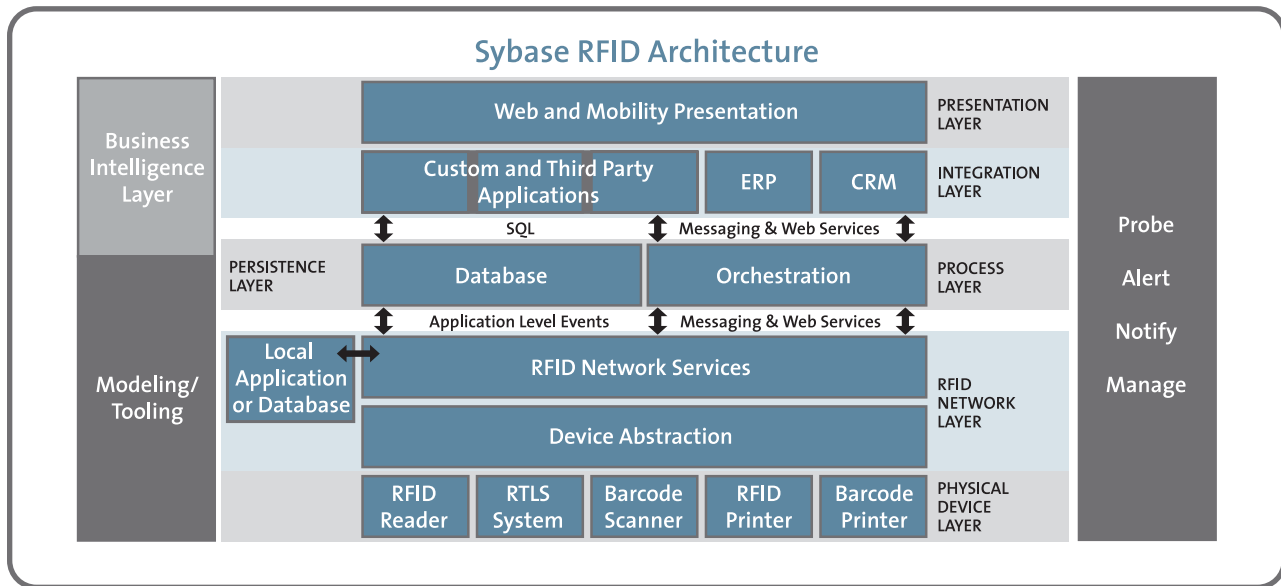 Sybase RFID Architecture
Business
Intelligence
Layer
Modeling/
Tooling
Web and Mobility Presentation
PRESENTATION
LAYER
Custom and Third Party
Applications
ERP
CRM
INTEGRATION
LAYER
SQL
Messaging & Web Services
PERSISTENCE
LAYER
Database
Orchestration
PROCESS
LAYER
Application Level Events
Messaging & Web Services
Local
Application
or Database
RFID Network Services
Device Abstraction
RFID
NETWORK
LAYER
RFID
Reader
RTLS
System
Barcode
Scanner
RFID
Printer
Barcode
Printer
PHYSICAL
DEVICE
LAYER
Probe
Alert
Notify
Manage